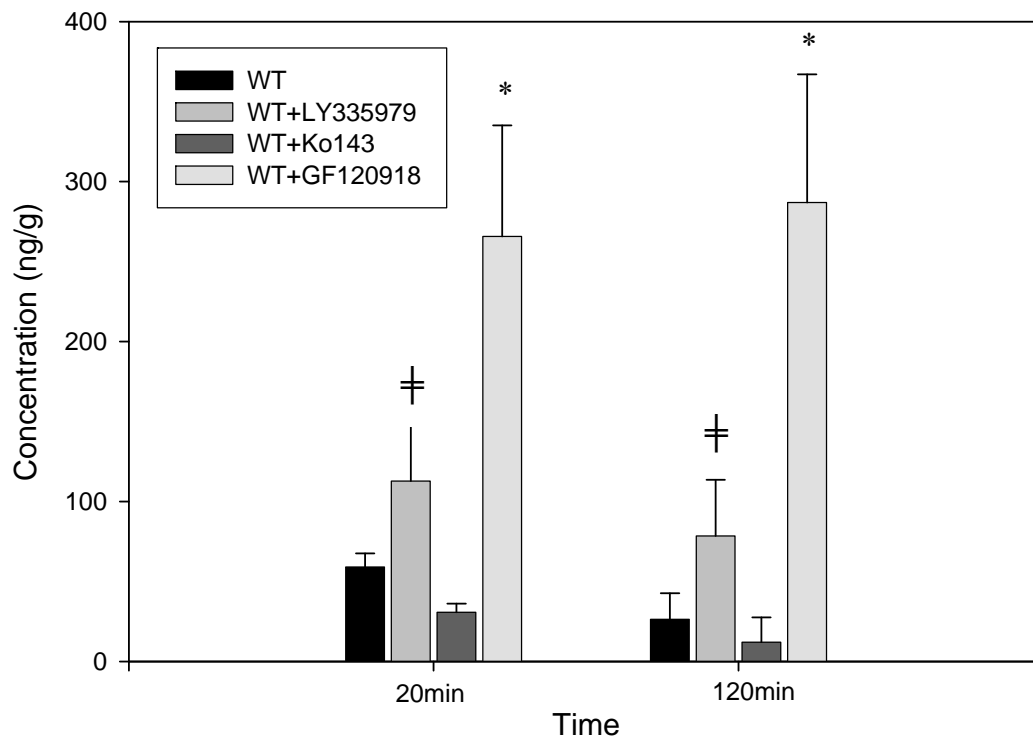 400
300
200
100
0
Concentration (ng/g)
WT
WT+LY335979
WT+Ko143
WT+GF120918
*
*
ǂ
ǂ
20min
120min
Time